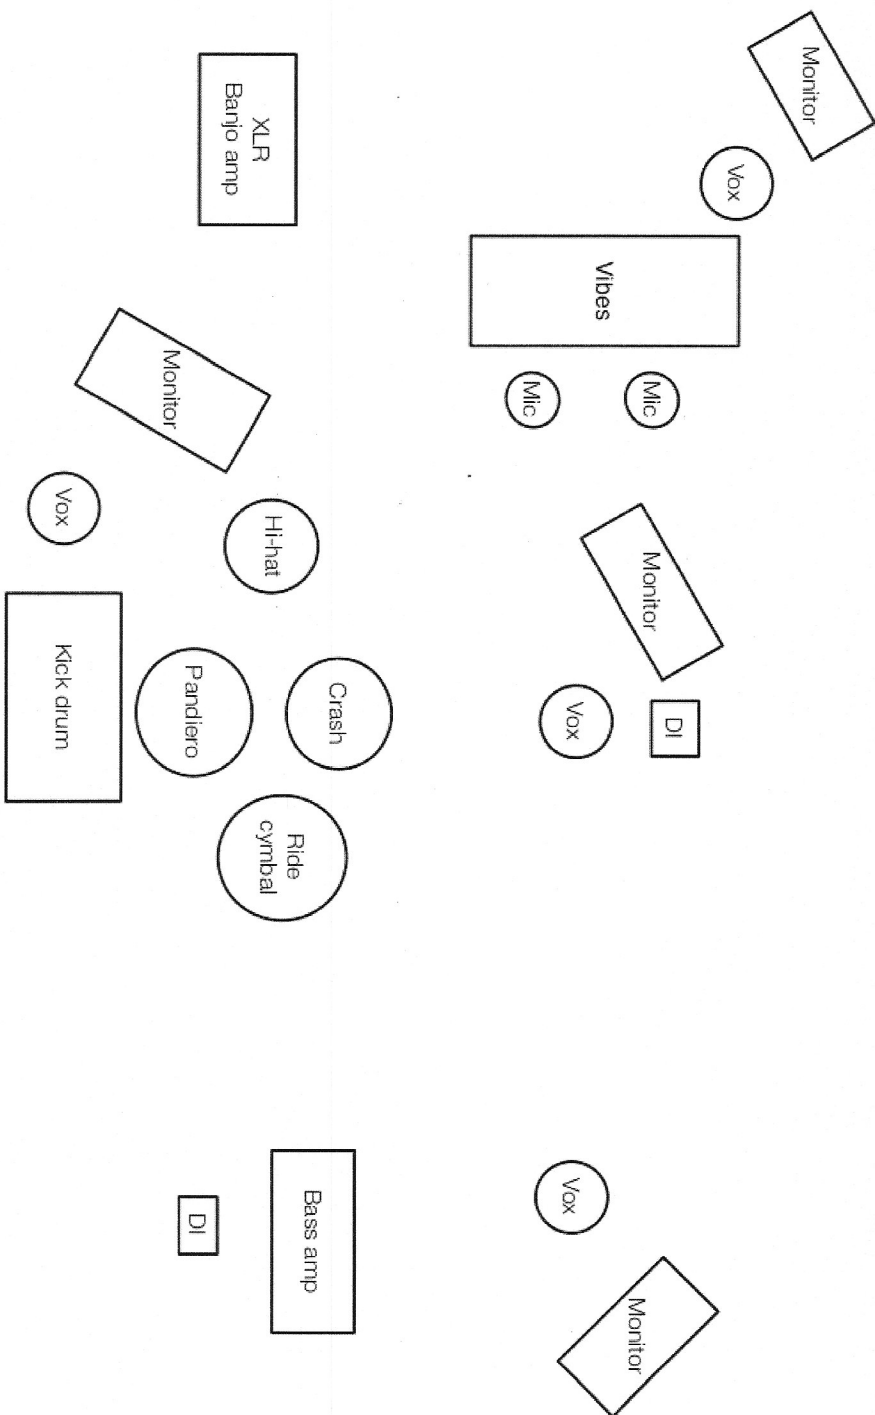 Monitor
Vox
DI
Mic
Monitor
Monitor
Vibes
Vox
Vox
Mic
Crash
Bass amp
Ride
cymbal
Hi-hat
XLR
Banjo amp
DI
Pandiero
Monitor
Vox
Kick drum